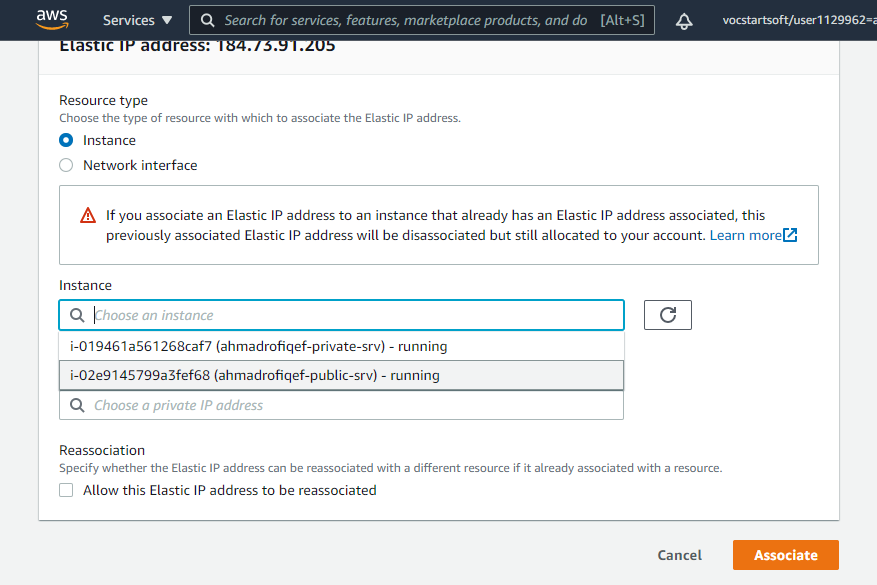 aws
Services
Search for services, features, marketplace products, and do [Alt+S]
vocstartsoft/user1129962=a
Elastic IP address: 184.73.91.205
Resource type
Choose the type of resource with which to associate the Elastic IP address.
Instance
Network interface
If you associate an Elastic IP address to an instance that already has an Elastic IP address associated, this
previously associated Elastic IP address will be disassociated but still allocated to your account. Learn more
Instance
Choose an instance
i-019461a561268caf7 (ahmadrofiqef-private-srv) - running
i-02e9145799a3fef68 (ahmadrofiqef-public-srv) - running
Choose a private IP address
Reassociation
Specify whether the Elastic IP address can be reassociated with a different resource if it already associated with a resource.
Allow this Elastic IP address to be reassociated
Cancel
Associate